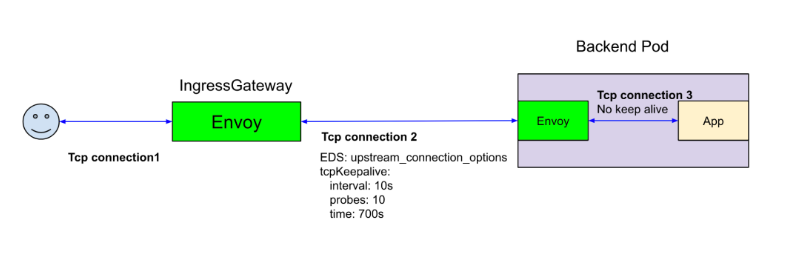 Backend Pod
IngressGateway
Envoy
Tcp connection1
Tcp connection 2
EDS: upstream_connection_options
tcpKeepalive:
interval: 10s
probes: 10
time: 700s
Envoy
Tcp connection 3
No keep alive
App